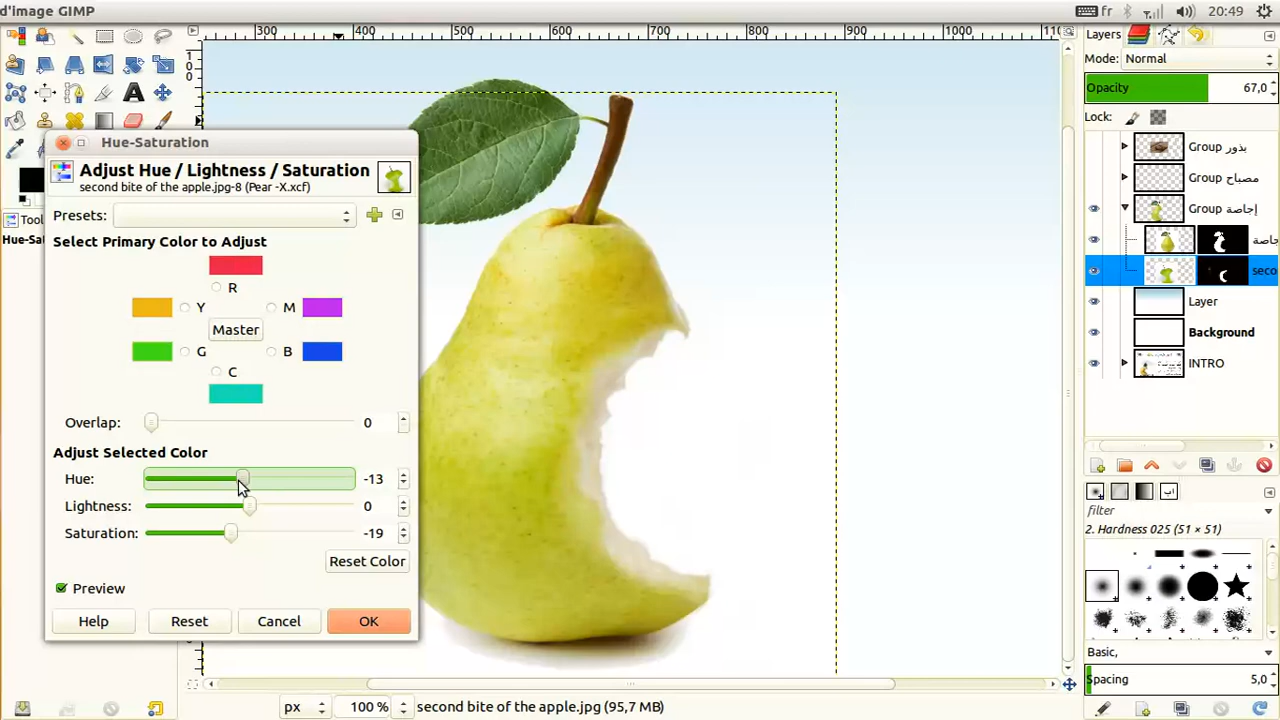 d'image GIMP
fr
20:49
300
400
500
600
700
800
900
1000
1
0
0
Layers
Mode: Normal
Opacity 67,0
Lock:
Group بذور
Group مصباح
Group إجاصة
seco
Layer
Background
INTRO
filter
2. Hardness 025 (51 × 51)
Basic,
Spacing 5,0
Tool
Hue-S
Hue-Saturation
Adjust Hue / Lightness / Saturation
second bite of the apple.jpg-8 (Pear -X.xcf)
Presets:
Select Primary Color to Adjust
R
Y
M
Master
G
B
C
Overlap: 0
Adjust Selected Color
Hue: -13
Lightness: 0
Saturation: -19
Reset Color
Preview
Help
Reset
Cancel
OK
px 100 % second bite of the apple.jpg (95,7 MB)